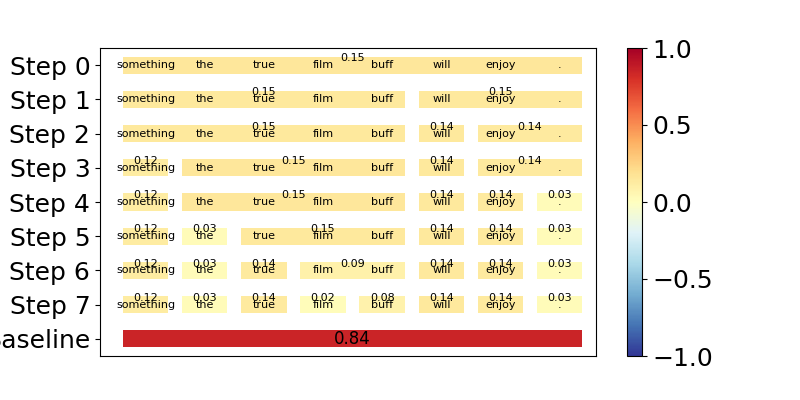 Step 0 something the true film 0.15 buff will enjoy .
Step 1 something the 0.15 true film buff will 0.15 enjoy .
Step 2 something the 0.15 true film buff 0.14 will enjoy 0.14 .
Step 3 0.12 something the true 0.15 film buff 0.14 will enjoy 0.14 .
Step 4 0.12 something the true 0.15 film buff 0.14 will 0.14 enjoy 0.03 .
Step 5 0.12 something 0.03 the true 0.15 film buff 0.14 will 0.14 enjoy 0.03 .
Step 6 0.12 something 0.03 the 0.14 true film 0.09 buff 0.14 will 0.14 enjoy 0.03 .
Step 7 0.12 something 0.03 the 0.14 true 0.02 film 0.08 buff 0.14 will 0.14 enjoy 0.03 .
aseline 0.84
1.0
0.5
0.0
−0.5
−1.0